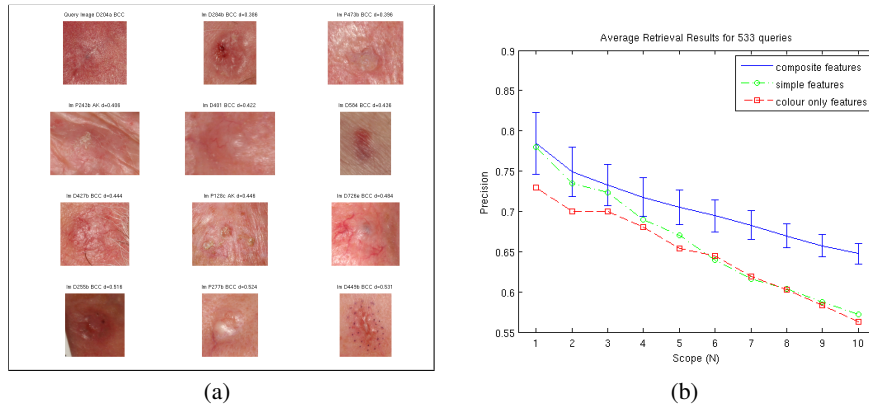 Query Image D204a BCC
Im D284b BCC d=0.386
Im P473b BCC d=0.396
Im P243b AK d=0.406
Im D481 BCC d=0.422
Im D584 BCC d=0.436
Im D427b BCC d=0.444
Im P128c AK d=0.448
Im D726a BCC d=0.484
Im D255b BCC d=0.516
Im P277b BCC d=0.524
Im D449b BCC d=0.531
(a)
Average Retrieval Results for 533 queries
composite features
simple features
colour only features
0.9
0.85
0.8
0.75
0.7
0.65
0.6
0.55
Precision
1 2 3 4 5 6 7 8 9 10
Scope (N)
(b)